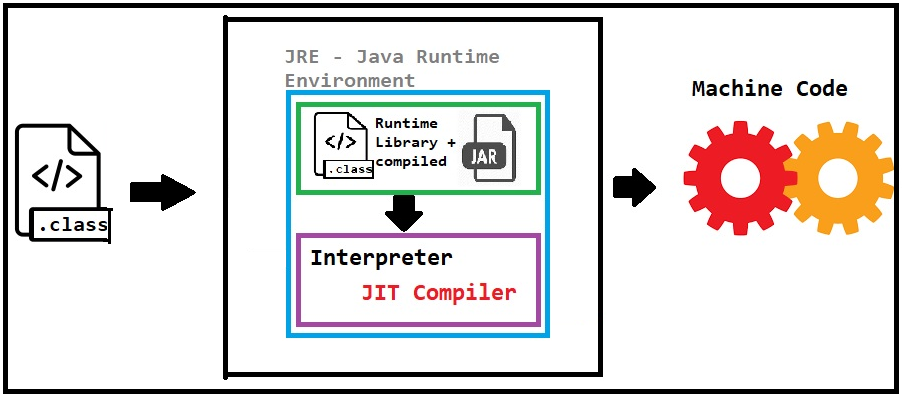 </>
.class
JRE - Java Runtime
Environment
</>
.class
Runtime
Library +
compiled
JAR
Interpreter
JIT Compiler
Machine Code